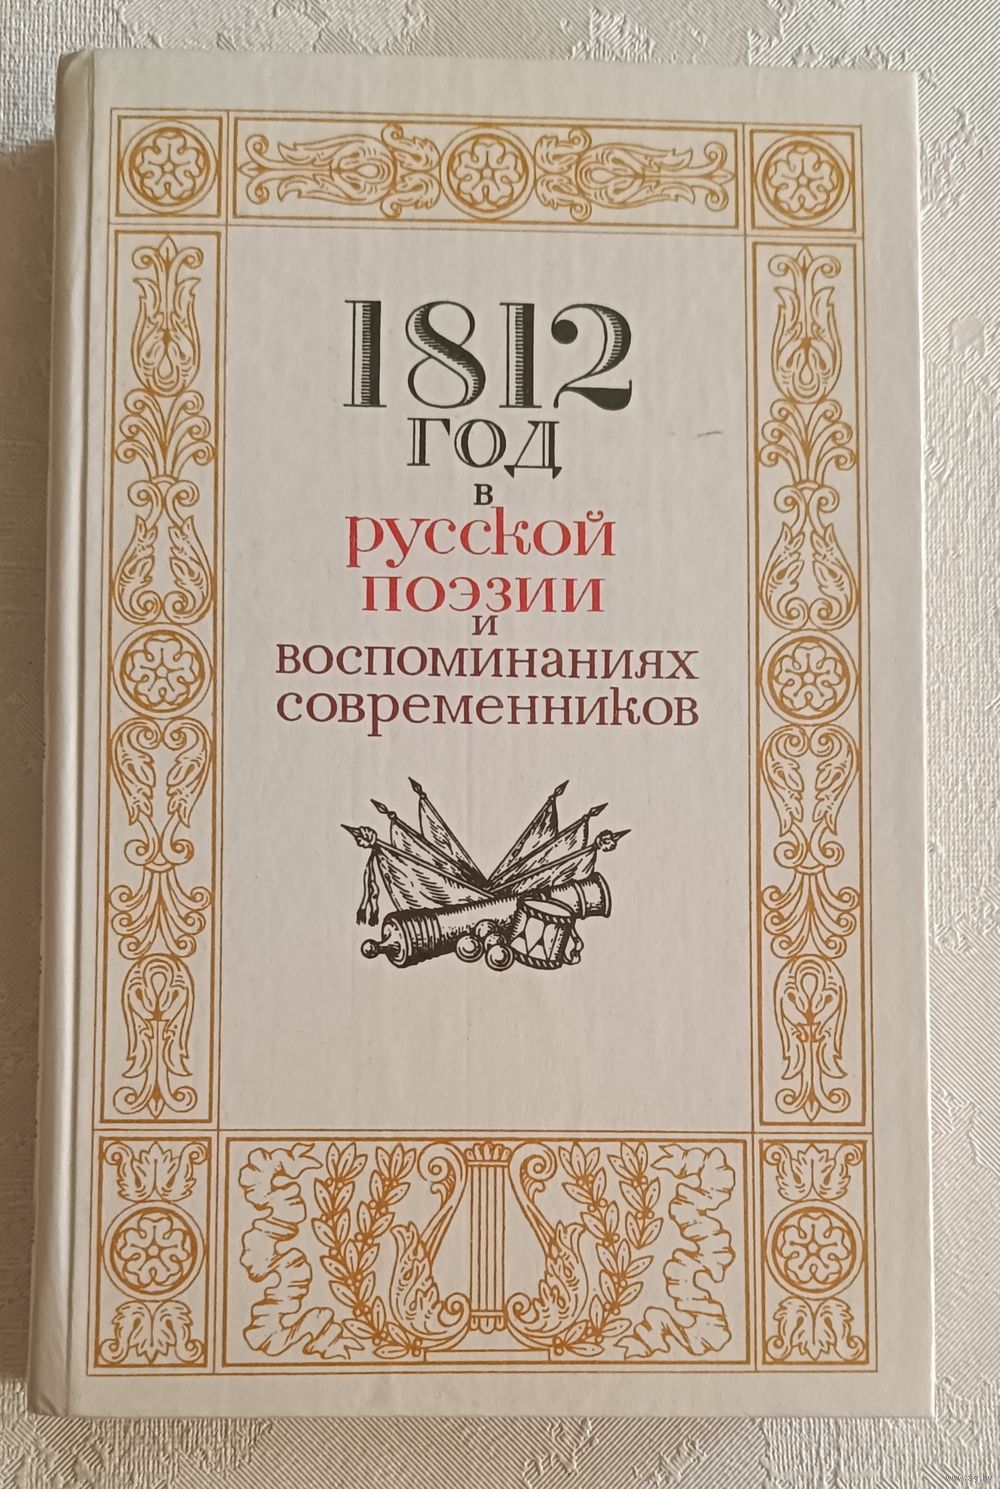 1812
год
в
русской
поэзии
и
воспоминаниях
современников